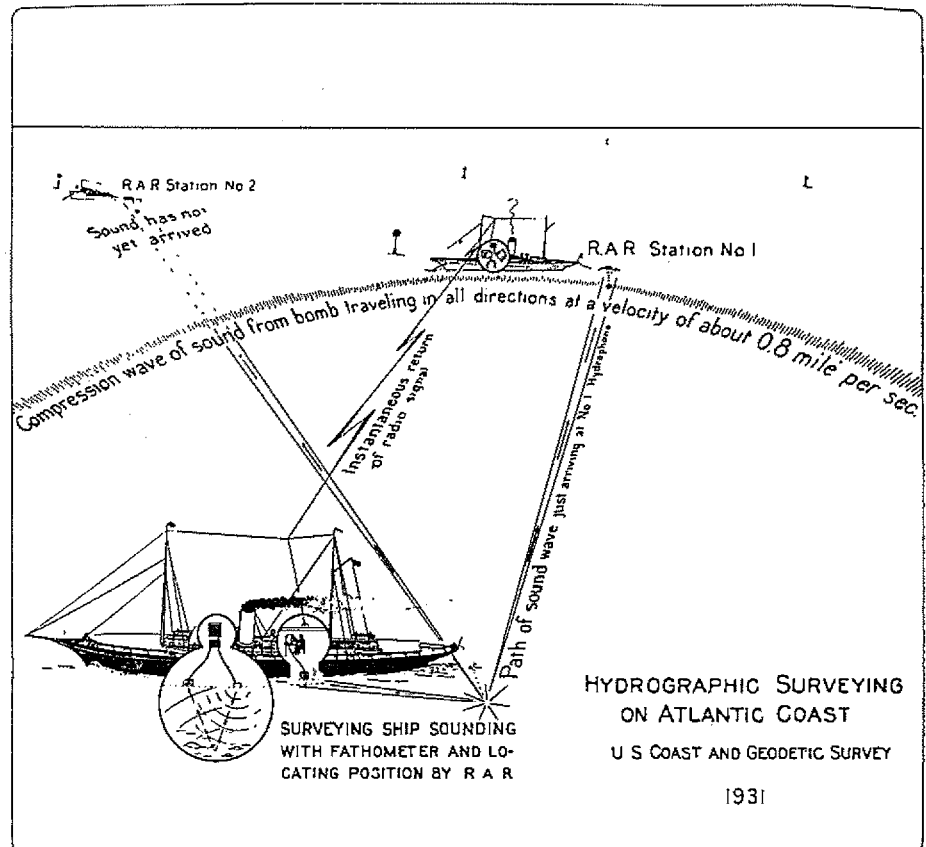 R A R Station No 2
Sound has not
yet arrived
R.A.R Station No 1
Compression wave of sound from bomb traveling in all directions at a velocity of about 0.8 mile per sec.
Instantaneous return
of radio signal
Path of sound wave just arriving at No 1 Hydrophone
SURVEYING SHIP SOUNDING
WITH FATHOMETER AND LO-
CATING POSITION BY R A R
HYDROGRAPHIC SURVEYING
ON ATLANTIC COAST
U S COAST AND GEODETIC SURVEY
1931